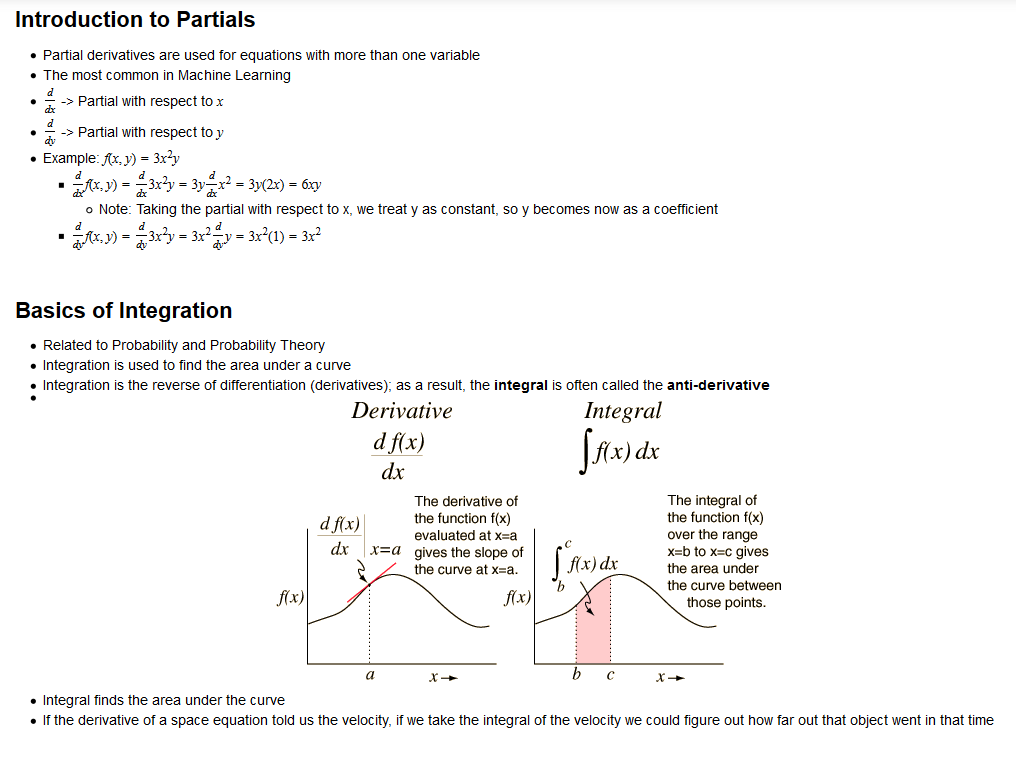 Introduction to Partials
• Partial derivatives are used for equations with more than one variable
• The most common in Machine Learning
• d/dx -> Partial with respect to x
• d/dy -> Partial with respect to y
• Example: f(x, y) = 3x²y
▪ d/dx f(x, y) = d/dx 3x²y = 3y d/dx x² = 3y(2x) = 6xy
o Note: Taking the partial with respect to x, we treat y as constant, so y becomes now as a coefficient
▪ d/dy f(x, y) = d/dy 3x²y = 3x² d/dy y = 3x²(1) = 3x²
Basics of Integration
• Related to Probability and Probability Theory
• Integration is used to find the area under a curve
• Integration is the reverse of differentiation (derivatives); as a result, the integral is often called the anti-derivative
•
Derivative
d f(x)
dx
The derivative of
the function f(x)
evaluated at x=a
gives the slope of
the curve at x=a.
d f(x)
dx
x=a
f(x)
a
x→
Integral
∫ f(x) dx
The integral of
the function f(x)
over the range
x=b to x=c gives
the area under
the curve between
those points.
c
∫ f(x) dx
b
f(x)
b c
x→
• Integral finds the area under the curve
• If the derivative of a space equation told us the velocity, if we take the integral of the velocity we could figure out how far out that object went in that time